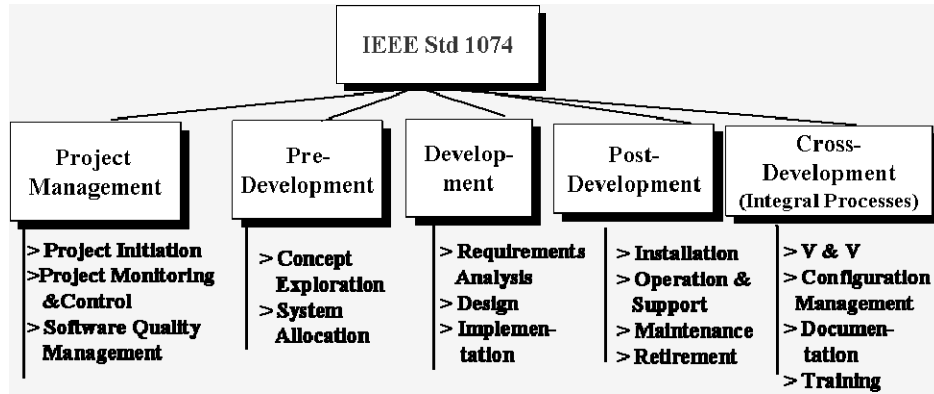 IEEE Std 1074
Project
Management
> Project Initiation
>Project Monitoring
&Control
> Software Quality
Management
Pre-
Development
> Concept
Exploration
> System
Allocation
Develop-
ment
> Requirements
Analysis
> Design
> Implemen-
tation
Post-
Development
> Installation
> Operation &
Support
> Maintenance
> Retirement
Cross-
Development
(Integral Processes)
> V & V
> Configuration
Management
> Documen-
tation
> Training